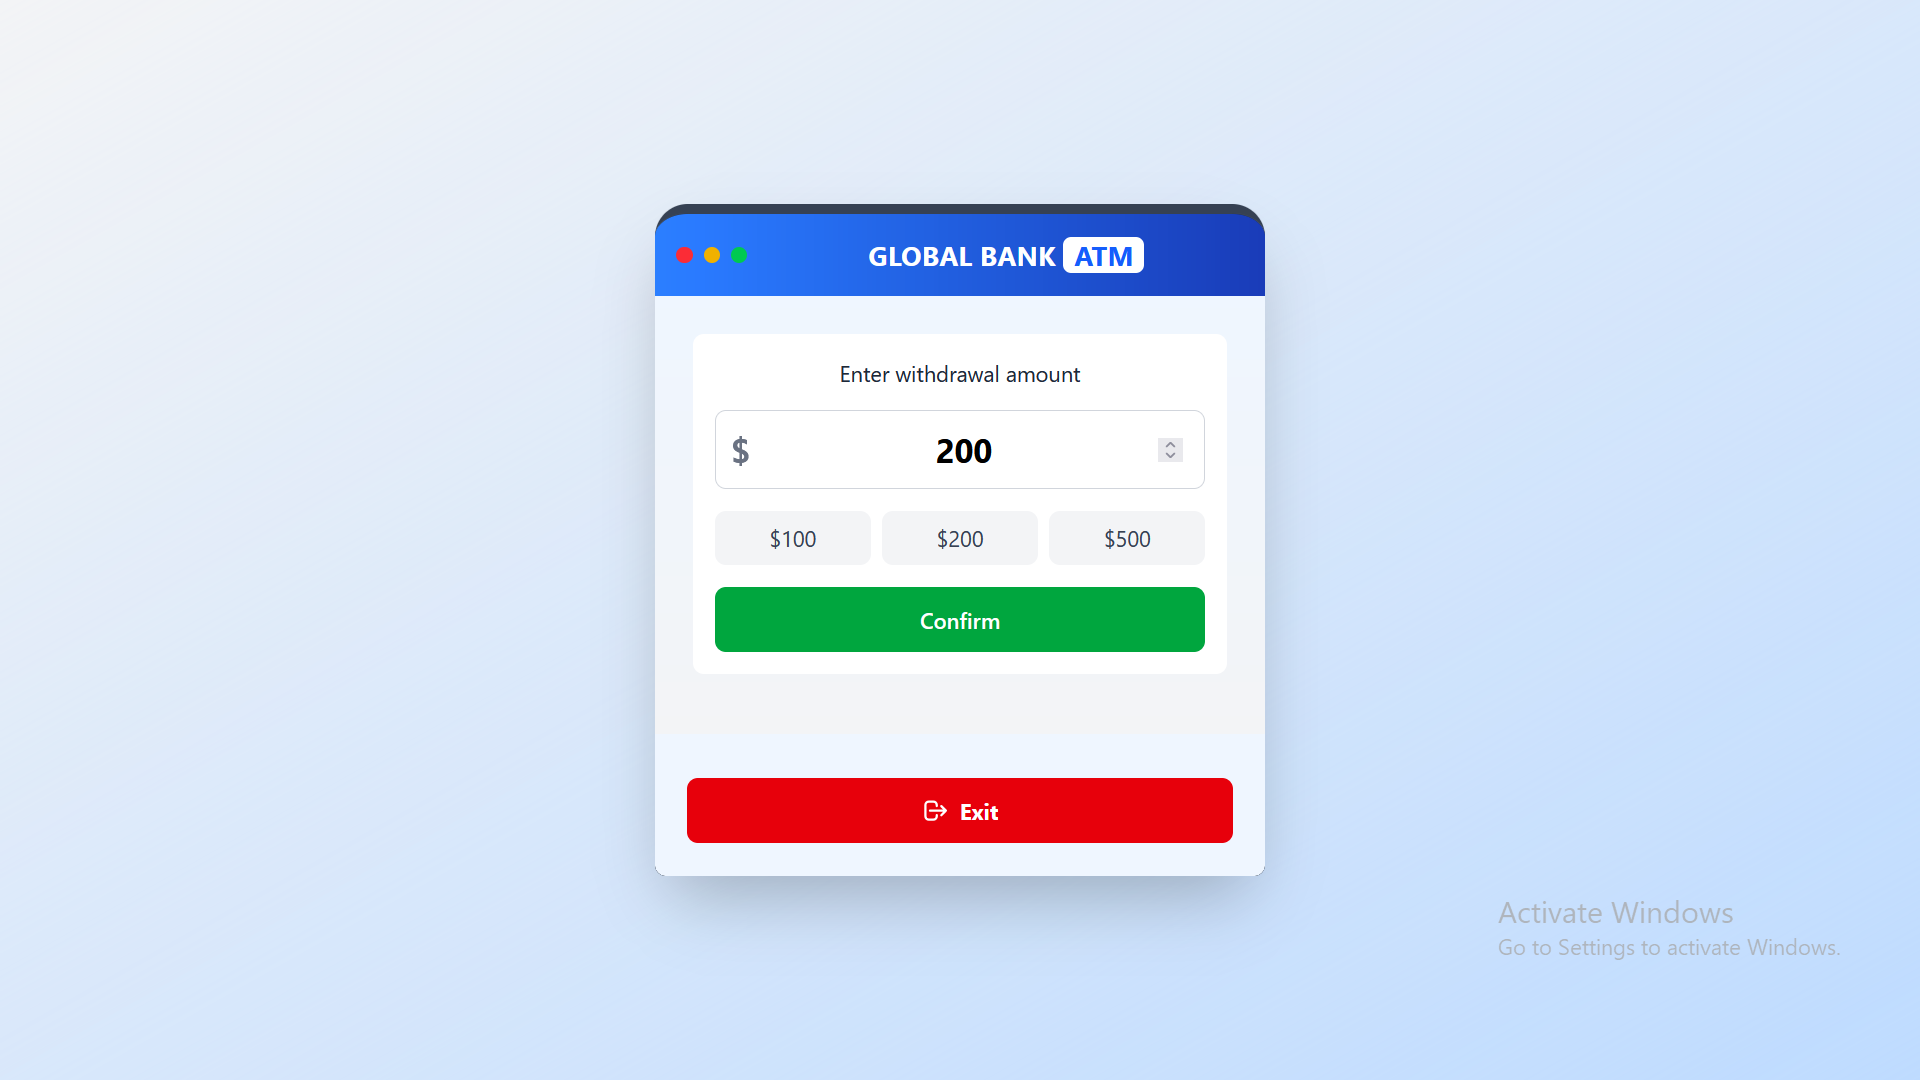 GLOBAL BANK ATM
Enter withdrawal amount
$ 200
$100 $200 $500
Confirm
Exit
Activate Windows
Go to Settings to activate Windows.